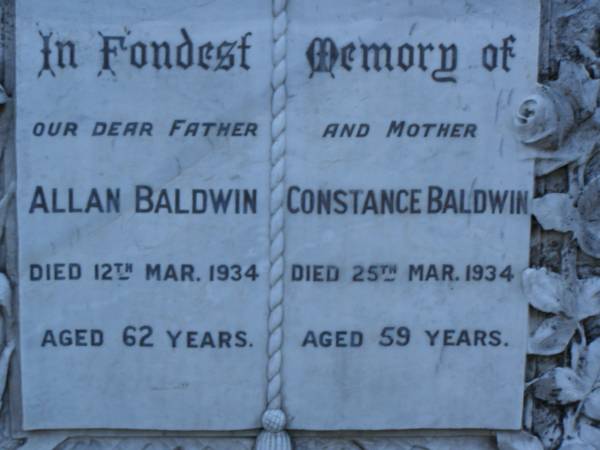 In Fondest Memory of
OUR DEAR FATHER AND MOTHER
ALLAN BALDWIN CONSTANCE BALDWIN
DIED 12TH MAR. 1934 DIED 25TH MAR. 1934
AGED 62 YEARS. AGED 59 YEARS.